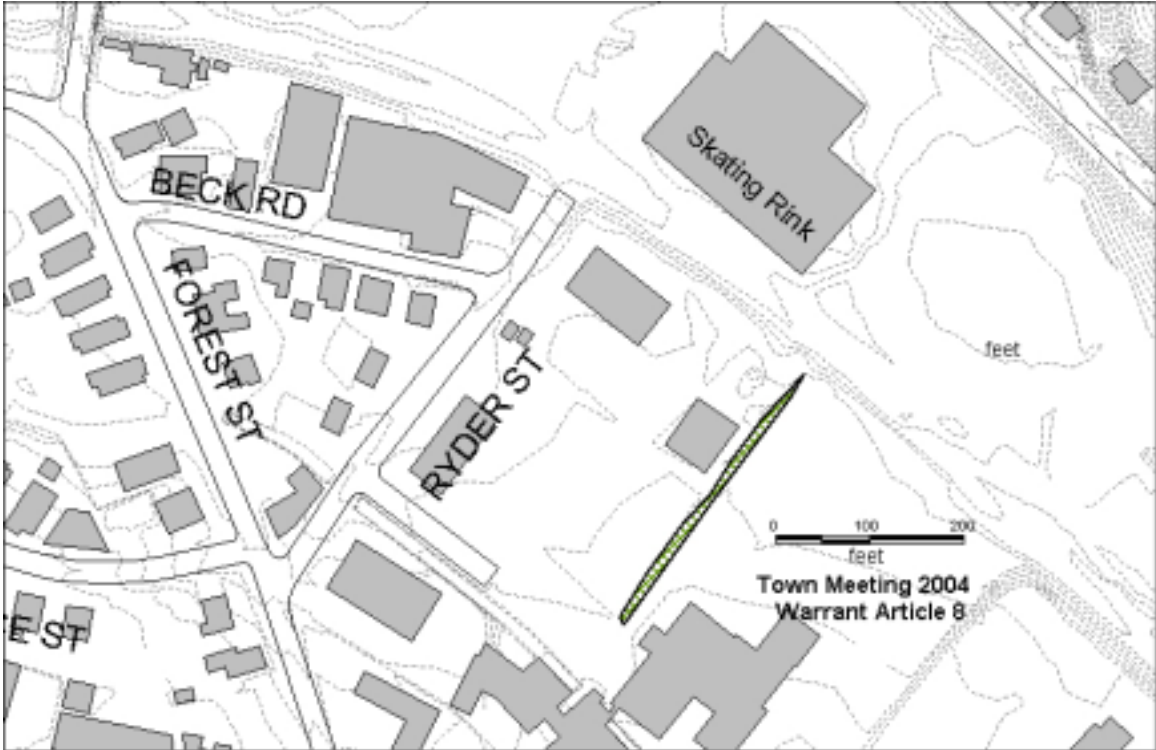 Skating Rink
BECK RD
FOREST ST
feet
RYDER ST
0 100 200
feet
Town Meeting 2004
Warrant Article 8
E ST